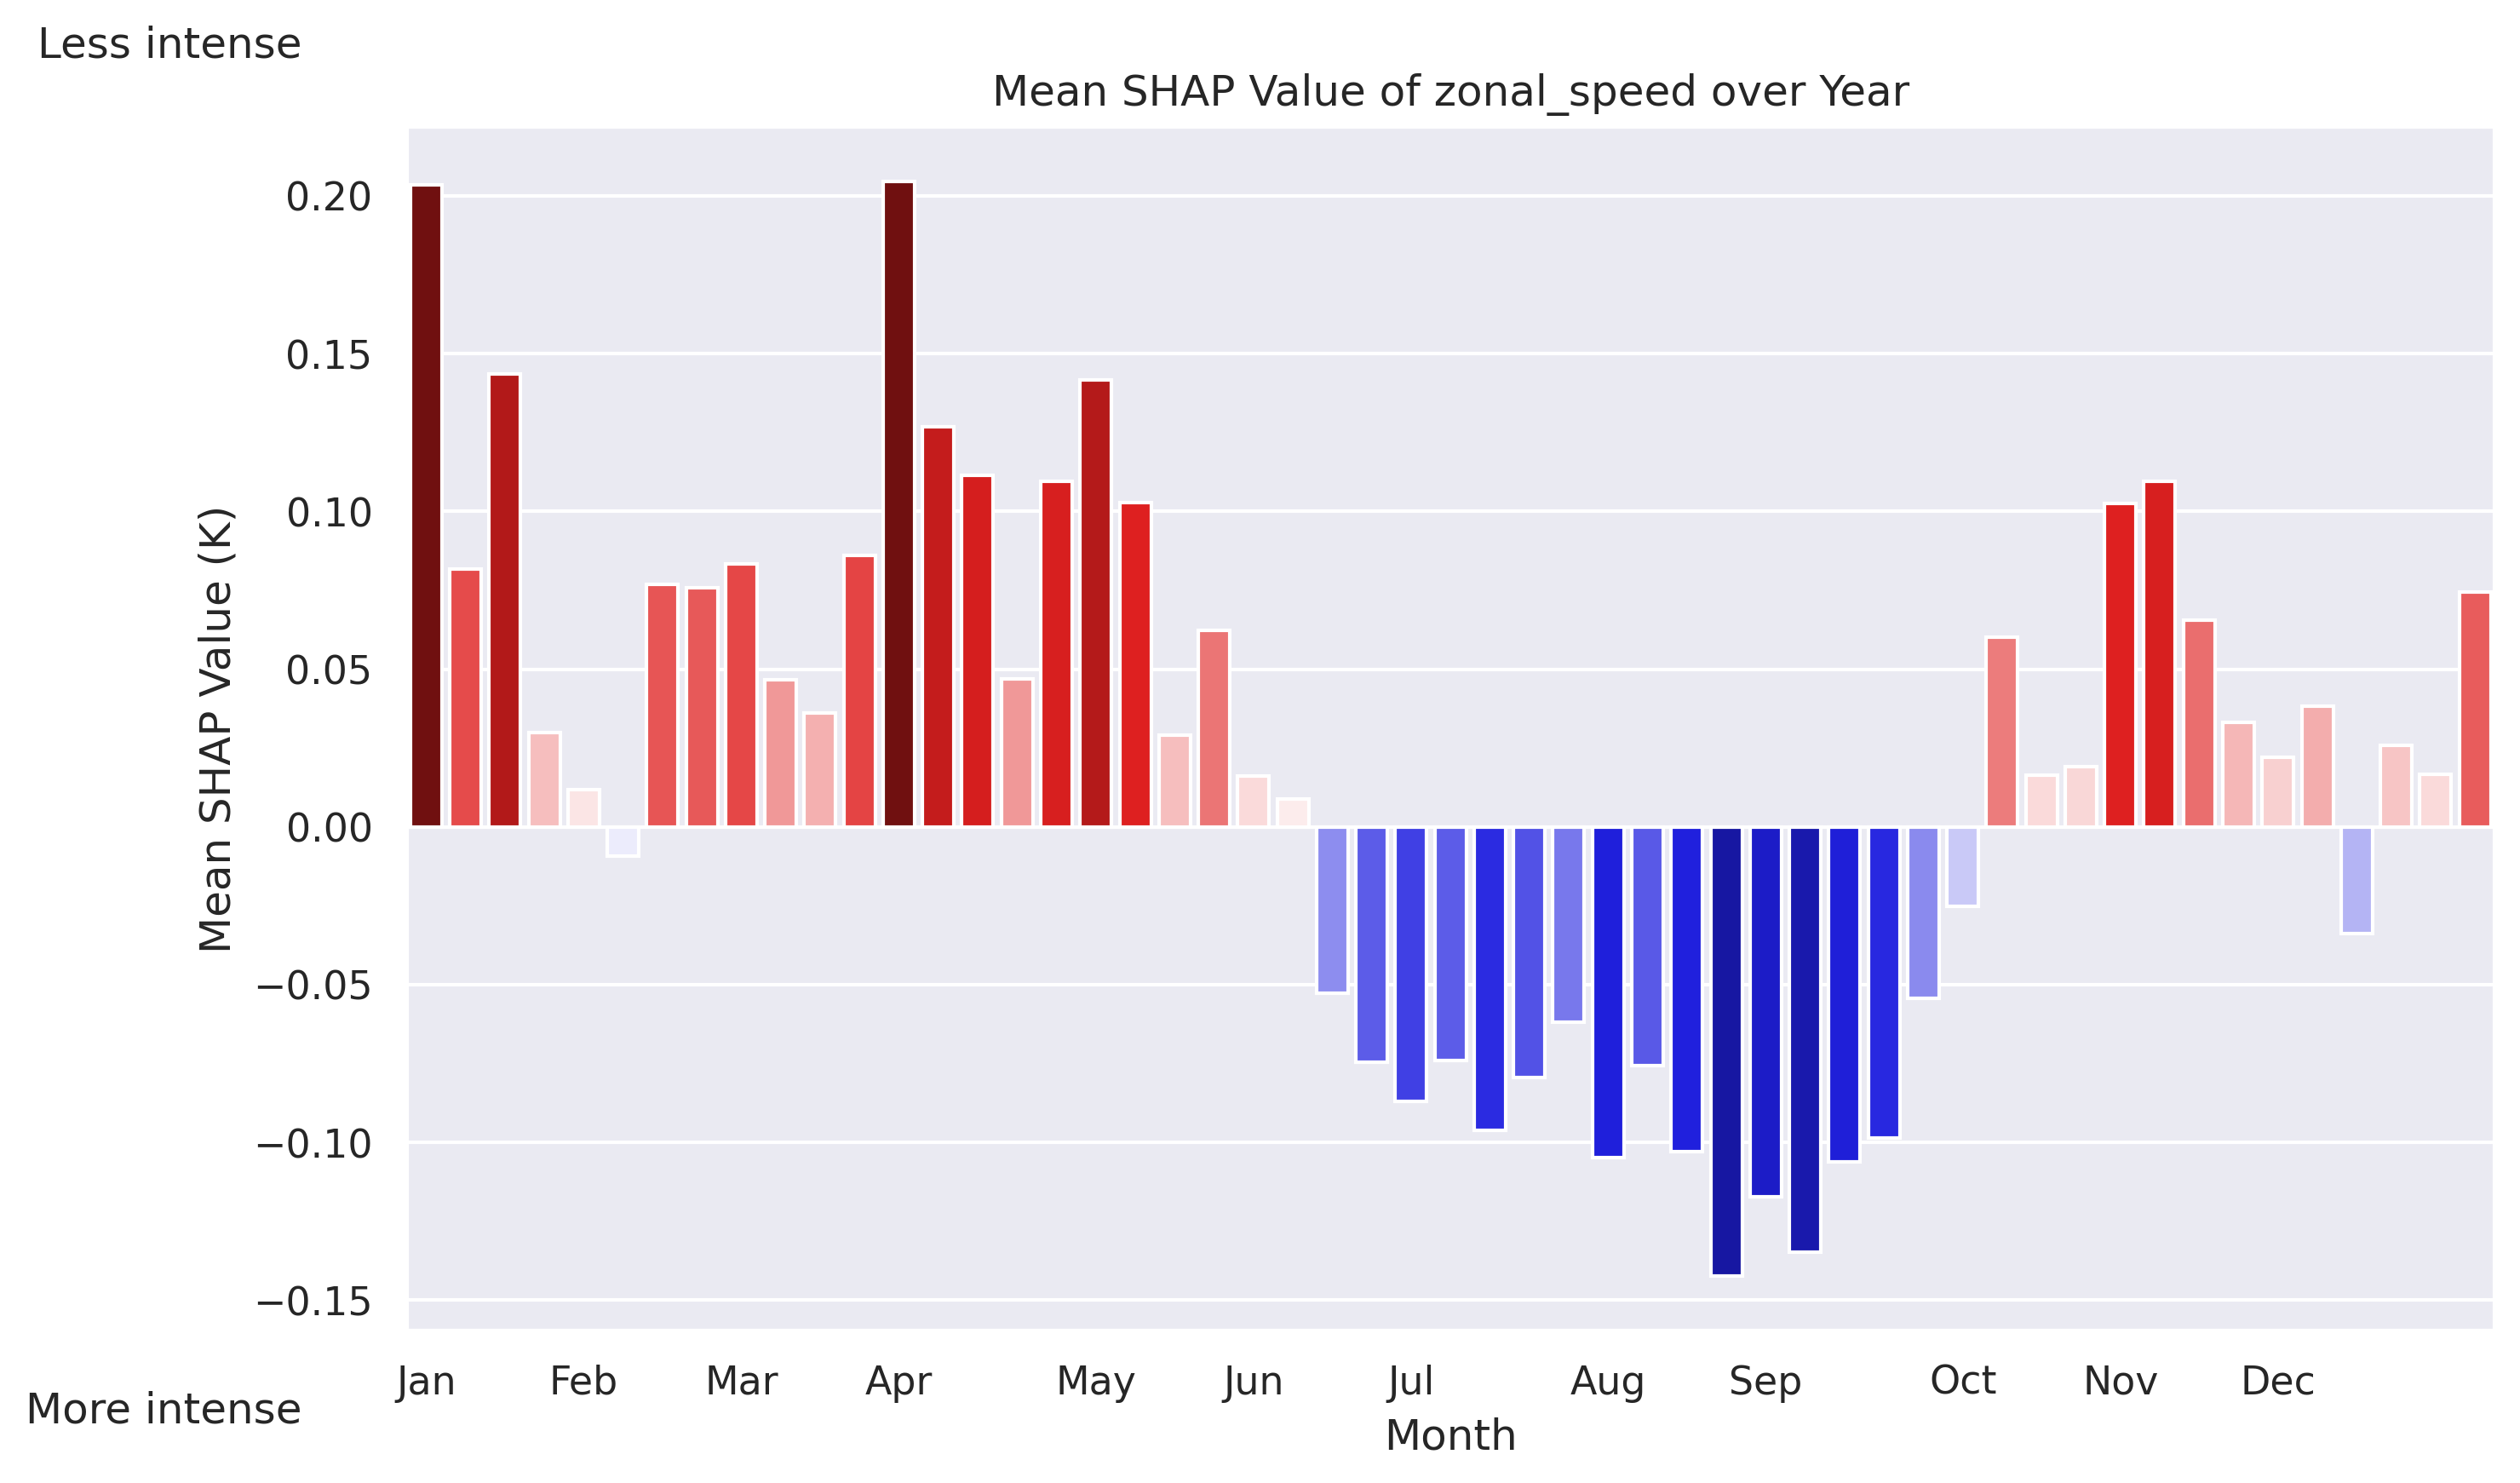 Less intense
Mean SHAP Value of zonal_speed over Year
0.20
0.15
0.10
0.05
0.00
−0.05
−0.10
−0.15
Mean SHAP Value (K)
Jan Feb Mar Apr May Jun Jul Aug Sep Oct Nov Dec
More intense
Month